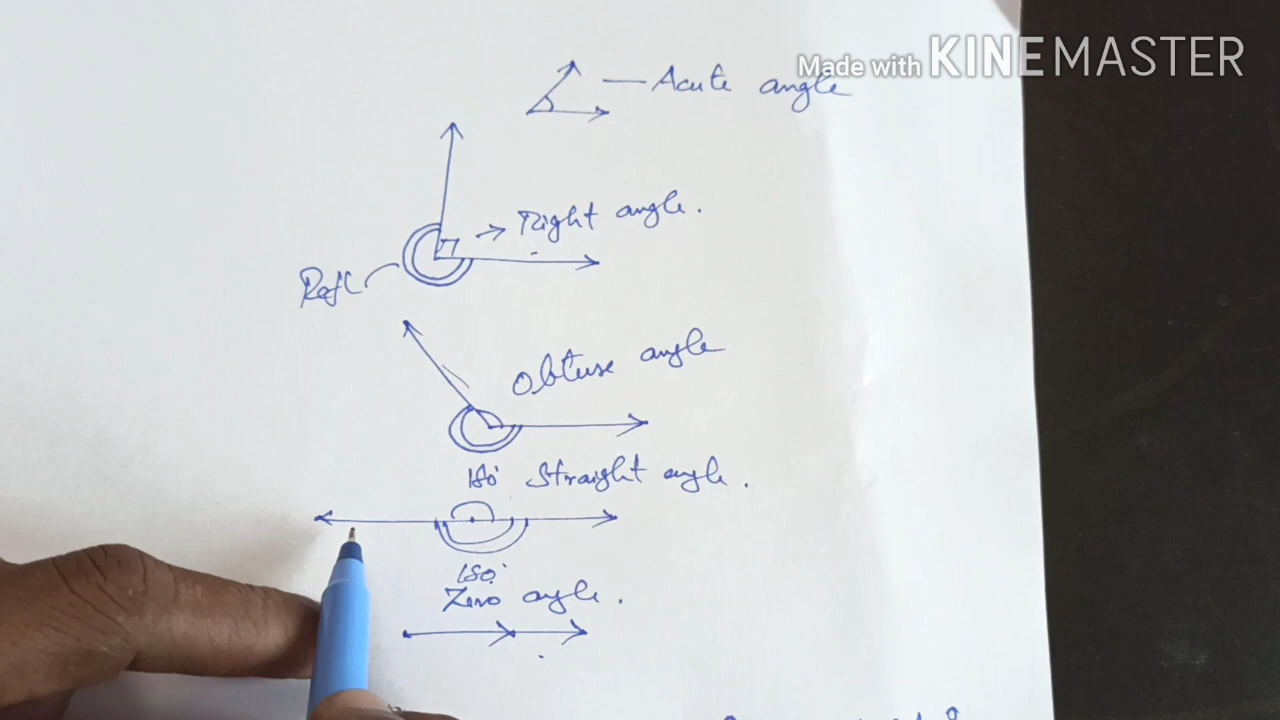 Made with KINEMASTER
Acute angle
Right angle.
Refl
Obtuse angle
180° Straight angle.
180°
Zero angle.